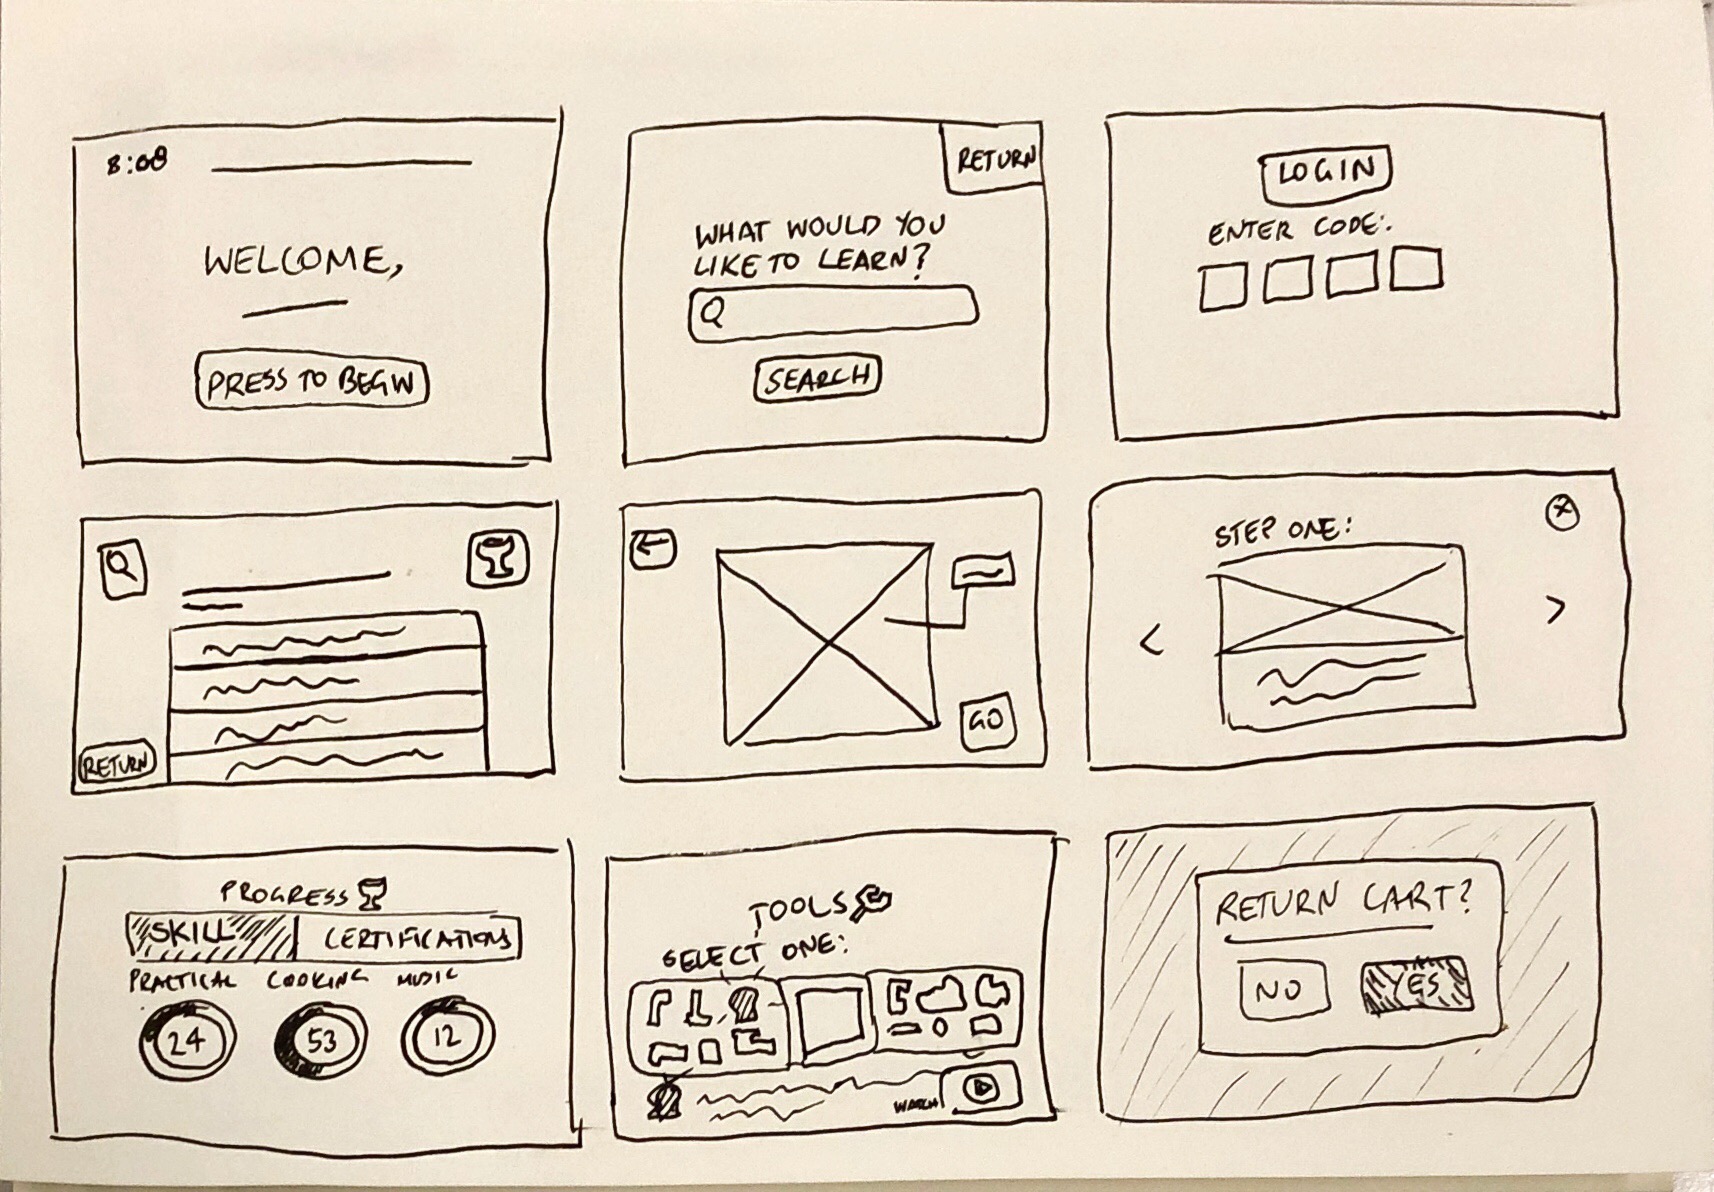 8:08
WELCOME,
PRESS TO BEGIN
RETURN
WHAT WOULD YOU
LIKE TO LEARN?
SEARCH
LOGIN
ENTER CODE:
RETURN
GO
STEP ONE:
X
PROGRESS
SKILL
CERTIFICATIONS
PRACTICAL
COOKING
MUSIC
24
53
12
TOOLS
SELECT ONE:
WATCH
RETURN CART?
NO
YES